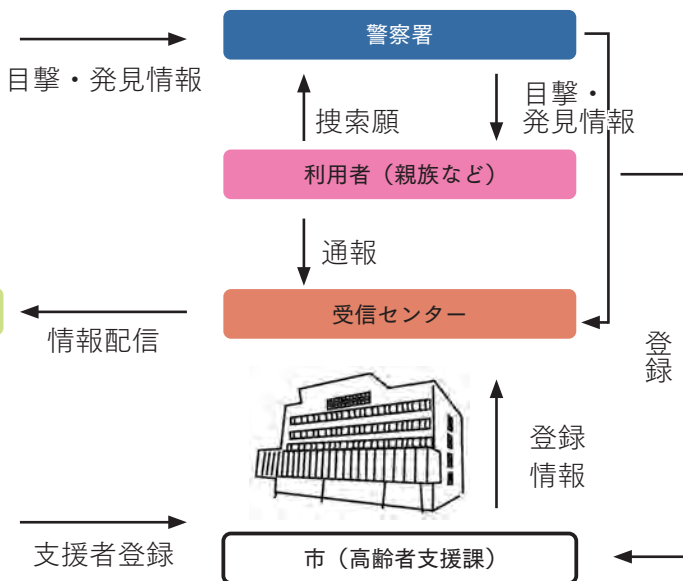 警察署
目撃・発見情報
捜索願
目撃・
発見情報
利用者（親族など）
通報
受信センター
情報配信
登録
登録
情報
支援者登録
市（高齢者支援課）